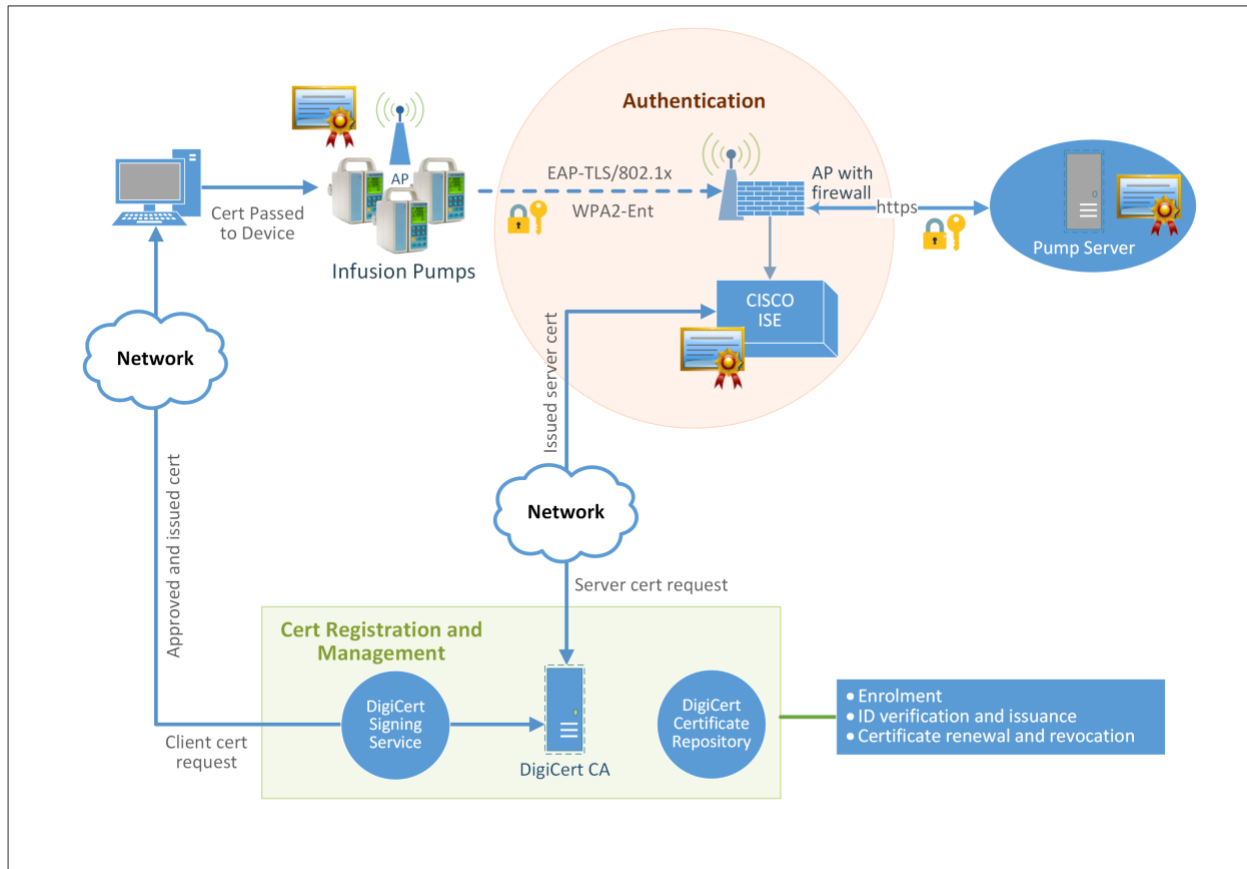 Authentication
AP
EAP-TLS/802.1x
WPA2-Ent
AP with
firewall
https
Cert Passed
to Device
Infusion Pumps
Pump Server
CISCO
ISE
Network
Issued server cert
Network
Approved and issued cert
Server cert request
Cert Registration and
Management
DigiCert
Signing
Service
DigiCert CA
DigiCert
Certificate
Repository
• Enrolment
• ID verification and issuance
• Certificate renewal and revocation
Client cert
request